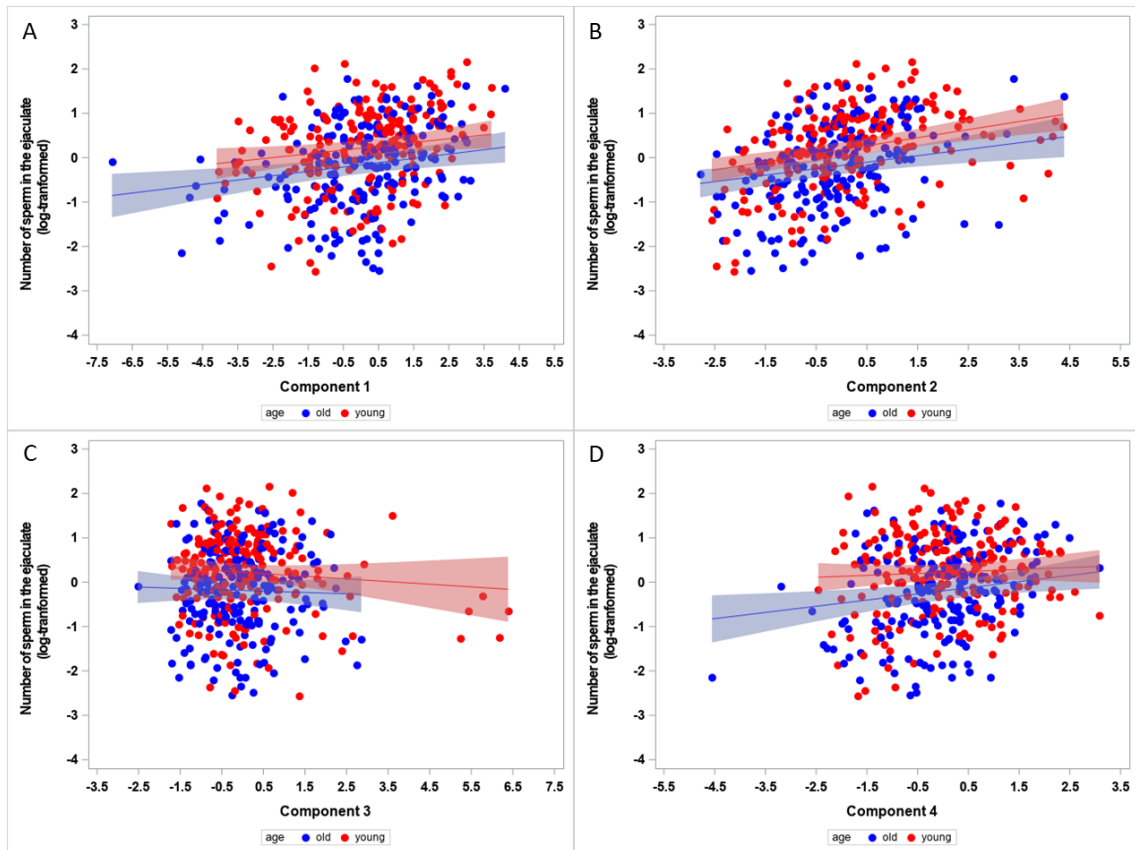 A
3
2
1
0
-1
-2
-3
-4
Number of sperm in the ejaculate
(log-tranformed)
-7.5 -6.5 -5.5 -4.5 -3.5 -2.5 -1.5 -0.5 0.5 1.5 2.5 3.5 4.5 5.5
Component 1
age old young
B
3
2
1
0
-1
-2
-3
-4
Number of sperm in the ejaculate
(log-tranformed)
-3.5 -2.5 -1.5 -0.5 0.5 1.5 2.5 3.5 4.5 5.5
Component 2
age old young
C
3
2
1
0
-1
-2
-3
-4
Number of sperm in the ejaculate
(log-tranformed)
-3.5 -2.5 -1.5 -0.5 0.5 1.5 2.5 3.5 4.5 5.5 6.5 7.5
Component 3
age old young
D
3
2
1
0
-1
-2
-3
-4
Number of sperm in the ejaculate
(log-tranformed)
-5.5 -4.5 -3.5 -2.5 -1.5 -0.5 0.5 1.5 2.5 3.5
Component 4
age old young